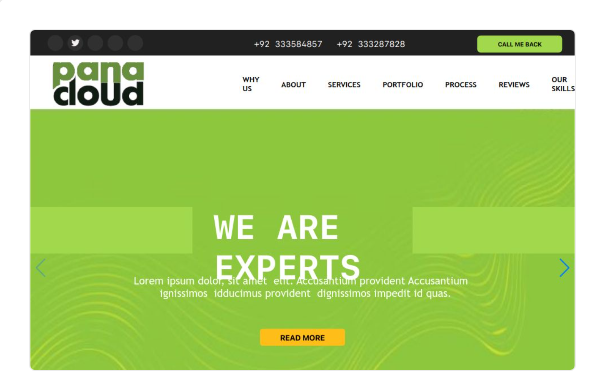 +92 333584857 +92 333287828 CALL ME BACK
pana
cloud
WHY US ABOUT SERVICES PORTFOLIO PROCESS REVIEWS OUR SKILLS
WE ARE
EXPERTS
Lorem ipsum dolor, sit amet elit. Accusantium provident Accusantium
ignissimos idducimus provident dignissimos impedit id quas.
READ MORE